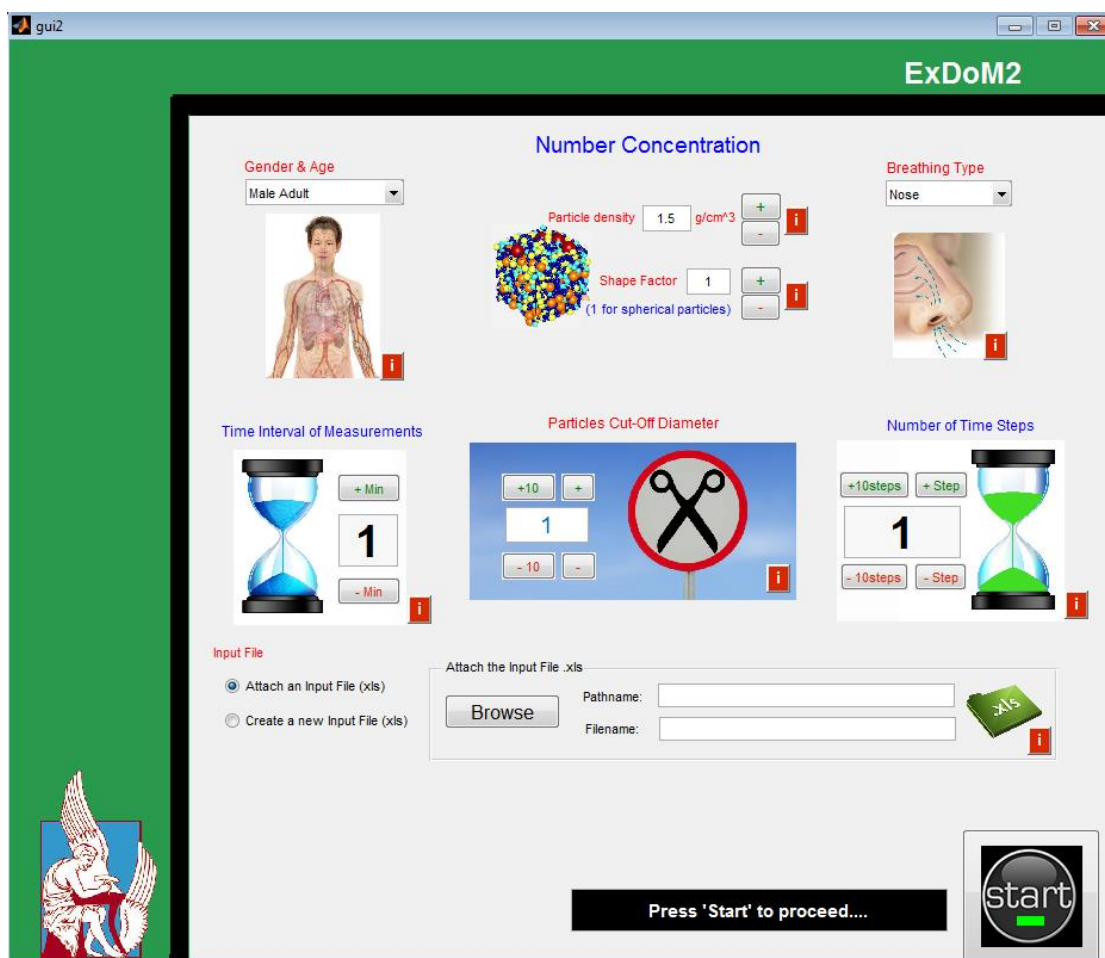 gui2
ExDoM2
Number Concentration
Gender & Age
Male Adult
Breathing Type
Nose
Particle density 1.5 g/cm^3 + -
i
Shape Factor 1 + -
(1 for spherical particles)
i
i
i
Time Interval of Measurements
+ Min
1
- Min
i
Particles Cut-Off Diameter
+10 +
1
- 10 -
i
Number of Time Steps
+10steps + Step
1
- 10steps - Step
i
Input File
Attach an Input File (xls)
Create a new Input File (xls)
Attach the Input File .xls
Browse
Pathname:
Filename:
.xls
i
Press 'Start' to proceed....
start